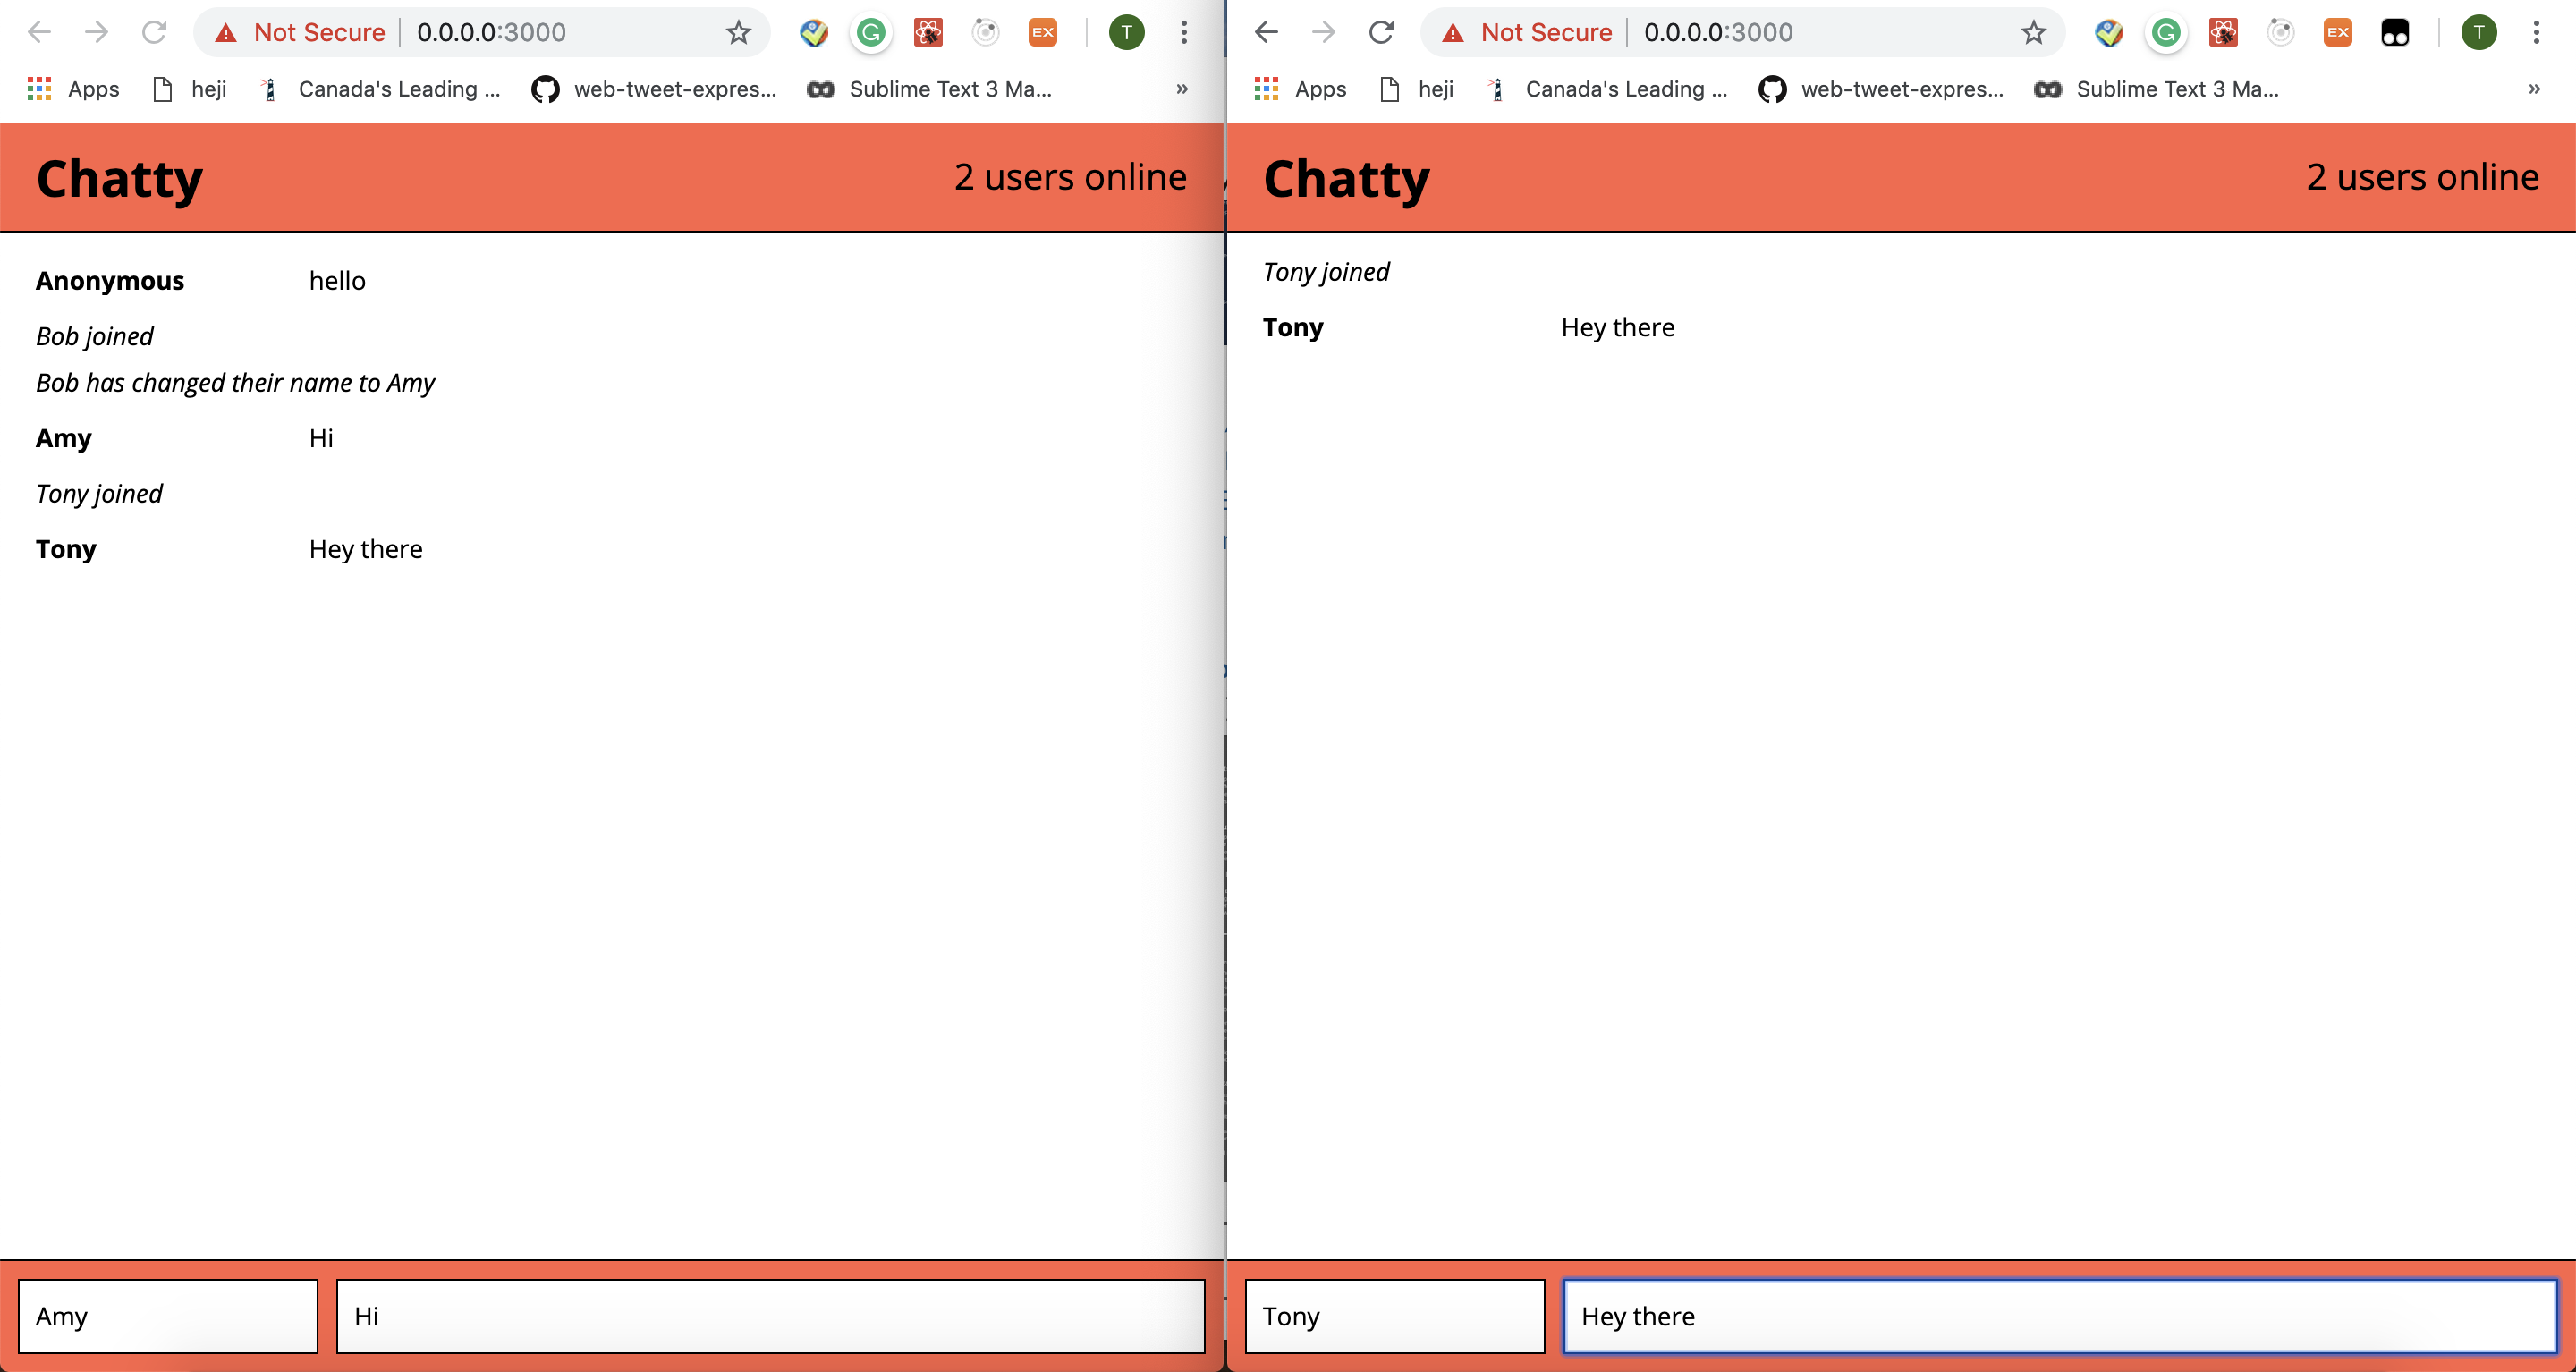 Not Secure | 0.0.0.0:3000
G
EX
T
Apps heji Canada's Leading ... web-tweet-expres... Sublime Text 3 Ma... »
Chatty 2 users online
Anonymous hello
Bob joined
Bob has changed their name to Amy
Amy Hi
Tony joined
Tony Hey there
Amy Hi
Not Secure | 0.0.0.0:3000
G
EX
T
Apps heji Canada's Leading ... web-tweet-expres... Sublime Text 3 Ma... »
Chatty 2 users online
Tony joined
Tony Hey there
Tony Hey there